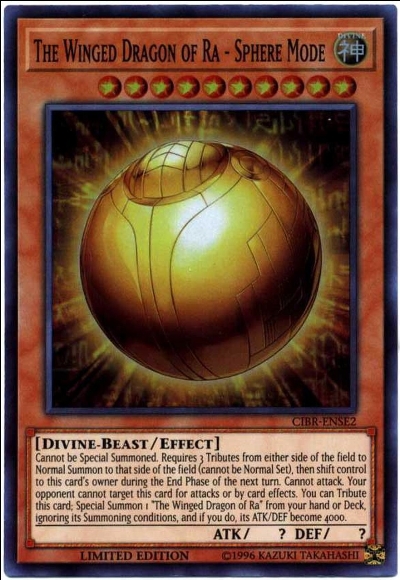 THE WINGED DRAGON OF RA - SPHERE MODE
DIVINE
神
CIBR-ENSE2
[DIVINE-BEAST/EFFECT]
Cannot be Special Summoned. Requires 3 Tributes from either side of the field to
Normal Summon to that side of the field (cannot be Normal Set), then shift control
to this card's owner during the End Phase of the next turn. Cannot attack. Your
opponent cannot target this card for attacks or by card effects. You can Tribute
this card; Special Summon 1 "The Winged Dragon of Ra" from your hand or Deck,
ignoring its Summoning conditions, and if you do, its ATK/DEF become 4000.
ATK/ ? DEF/ ?
LIMITED EDITION ©1996 KAZUKI TAKAHASHI